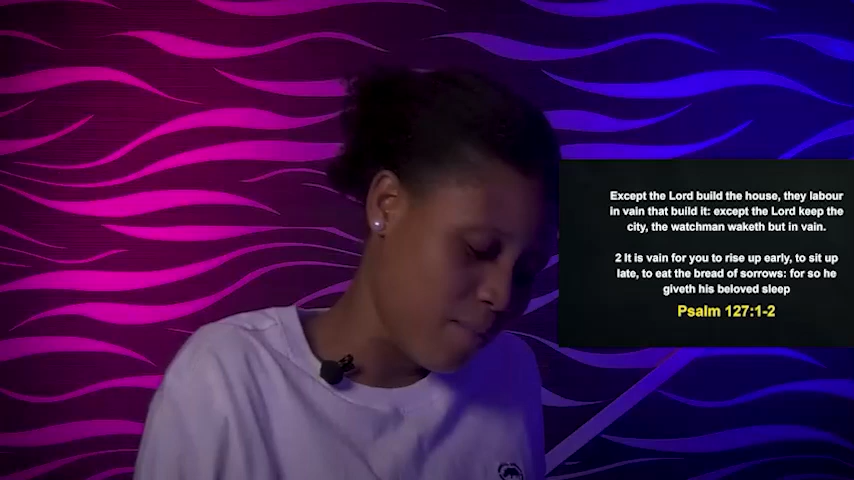 Except the Lord build the house, they labour
in vain that build it: except the Lord keep the
city, the watchman waketh but in vain.
2 It is vain for you to rise up early, to sit up
late, to eat the bread of sorrows: for so he
giveth his beloved sleep
Psalm 127:1-2